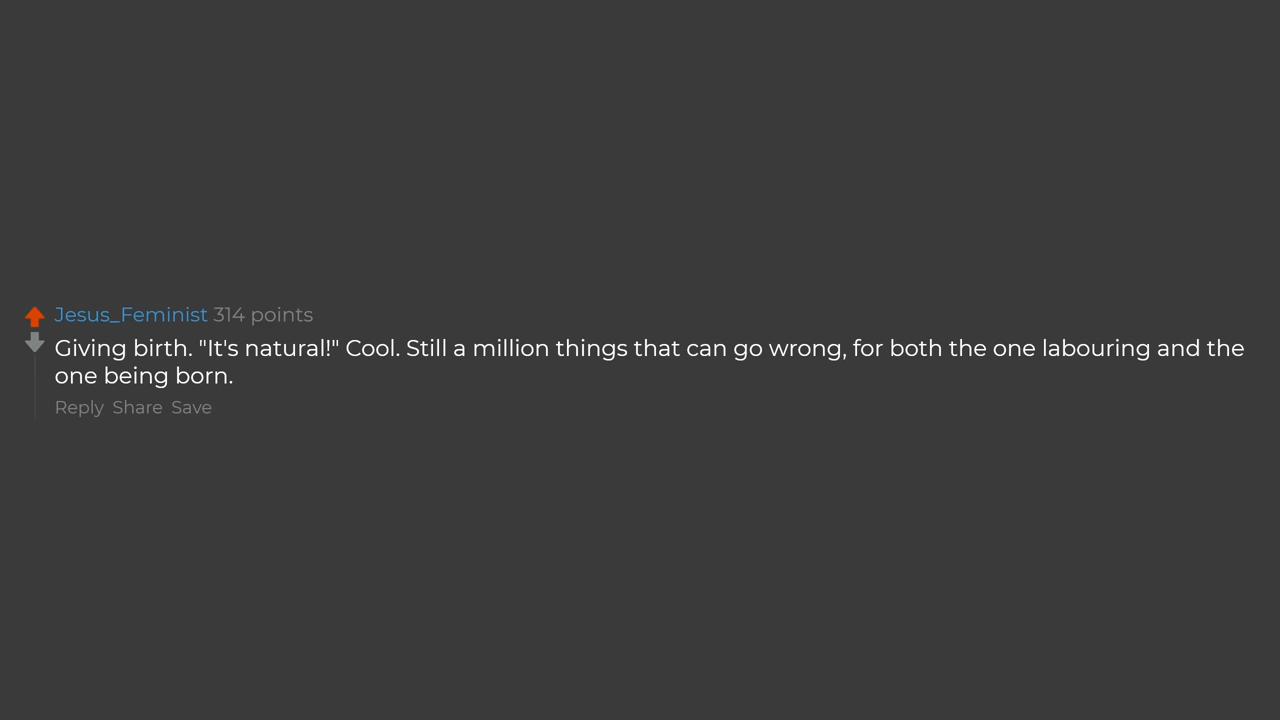 Jesus_Feminist 314 points
Giving birth. "It's natural!" Cool. Still a million things that can go wrong, for both the one labouring and the
one being born.
Reply Share Save